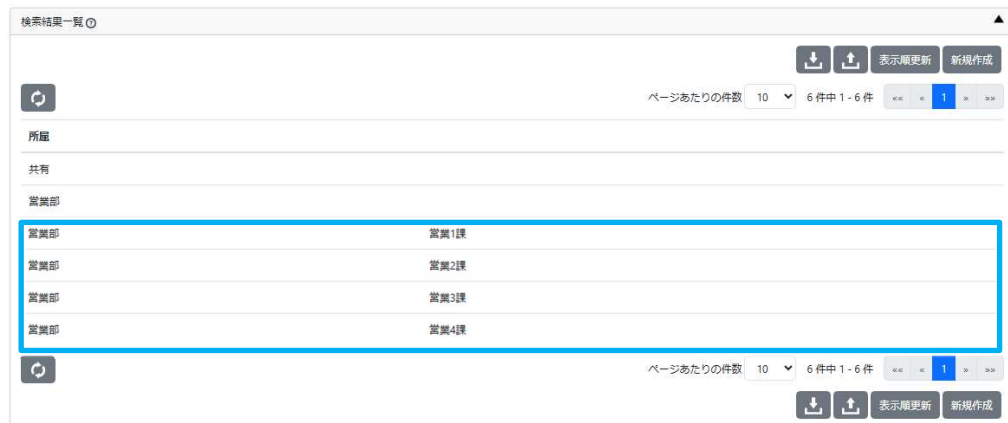 検索結果一覧 ?
表示順更新 新規作成
ページあたりの件数 10 6 件中 1 - 6 件 «« « 1 » »»
所属
共有
営業部
営業部 営業1課
営業部 営業2課
営業部 営業3課
営業部 営業4課
ページあたりの件数 10 6 件中 1 - 6 件 «« « 1 » »»
表示順更新 新規作成